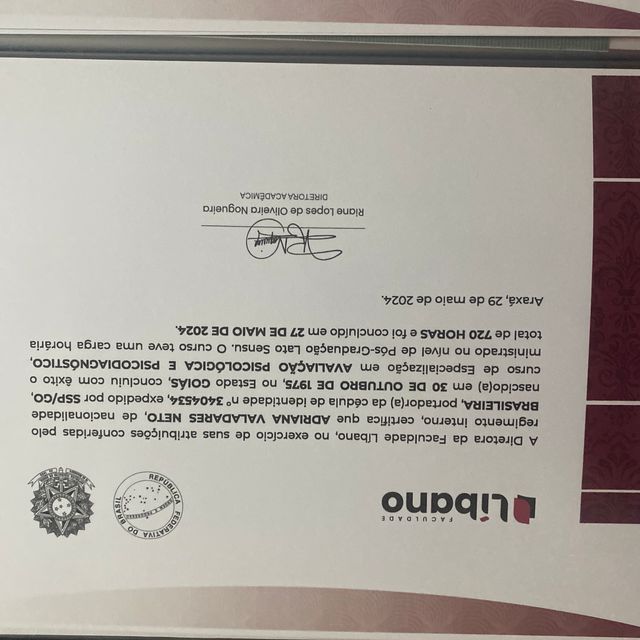 FACULDADE
Líbano
REPÚBLICA FEDERATIVA DO BRASIL
A Diretora da Faculdade Líbano, no exercício de suas atribuições conferidas pelo
regimento interno, certifica que ADRIANA VALADARES NETO, de nacionalidade
BRASILEIRA, portador(a) da cédula de identidade nº 3404534, expedido por SSP/GO,
nascido(a) em 30 DE OUTUBRO DE 1975, no Estado GOIÁS, concluiu com êxito o
curso de Especialização em AVALIAÇÃO PSICOLÓGICA E PSICODIAGNÓSTICO,
ministrado no nível de Pós-Graduação Lato Sensu. O curso teve uma carga horária
total de 720 HORAS e foi concluído em 27 DE MAIO DE 2024.
Araxá, 29 de maio de 2024.
Riane Lopes de Oliveira Nogueira
DIRETORA ACADÊMICA